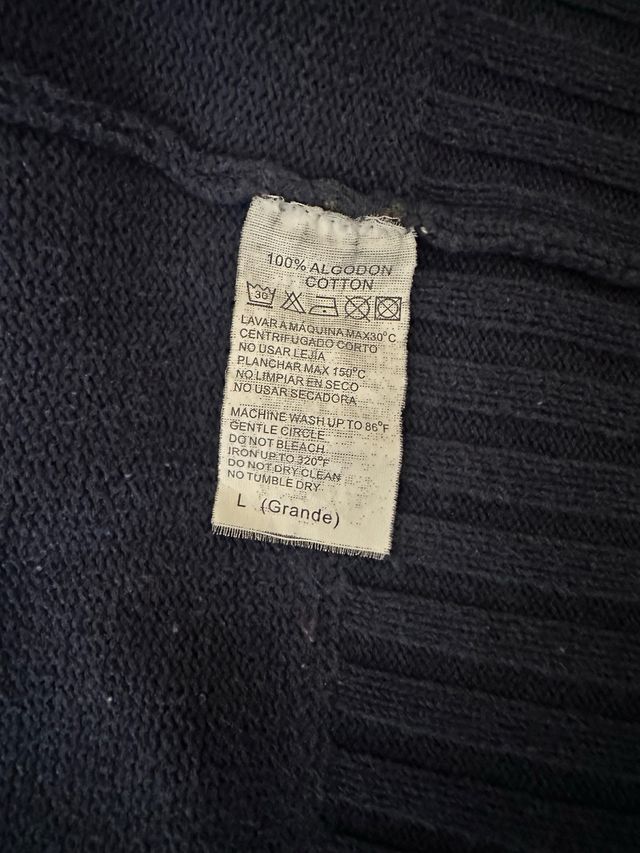 100% ALGODON
COTTON
30
LAVAR A MÁQUINA MAX30°C
CENTRIFUGADO CORTO
NO USAR LEJÍA
PLANCHAR MAX 150°C
NO LIMPIAR EN SECO
NO USAR SECADORA
MACHINE WASH UP TO 86°F
GENTLE CIRCLE
DO NOT BLEACH
IRON UP TO 320°F
DO NOT DRY CLEAN
NO TUMBLE DRY
L (Grande)